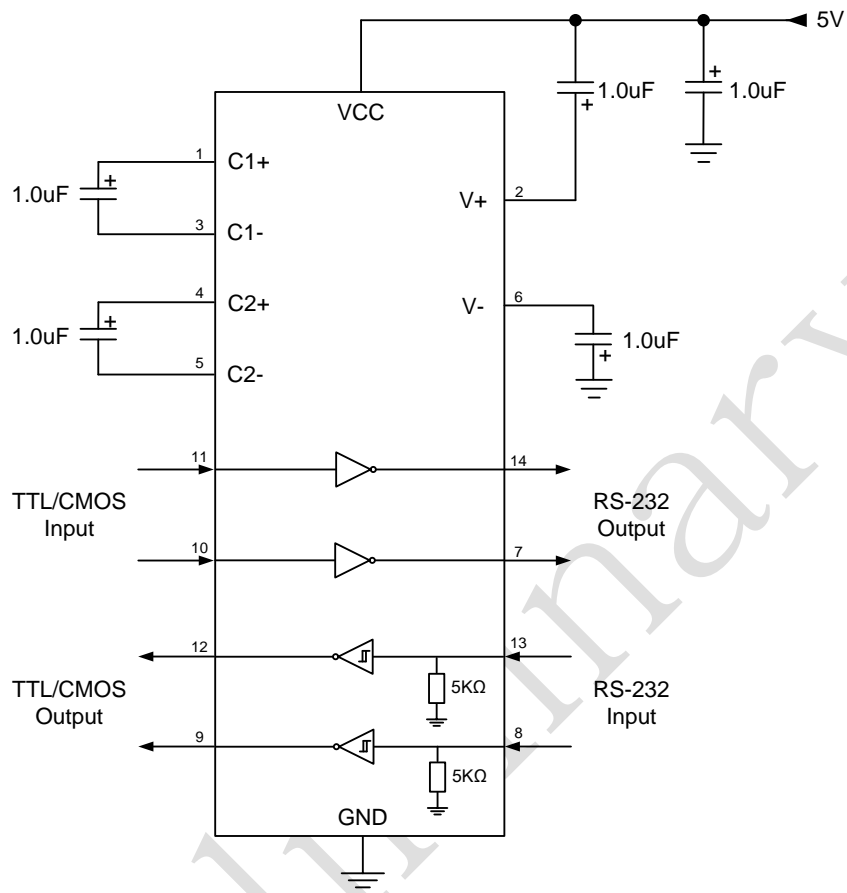 5V
1.0uF
1.0uF
VCC
1
C1+
1.0uF
3
C1-
V+
2
4
C2+
V-
6
1.0uF
1.0uF
5
C2-
11
14
TTL/CMOS
Input
RS-232
Output
10
7
12
13
TTL/CMOS
Output
5KΩ
RS-232
Input
9
8
5KΩ
GND
+
+
+
+
+